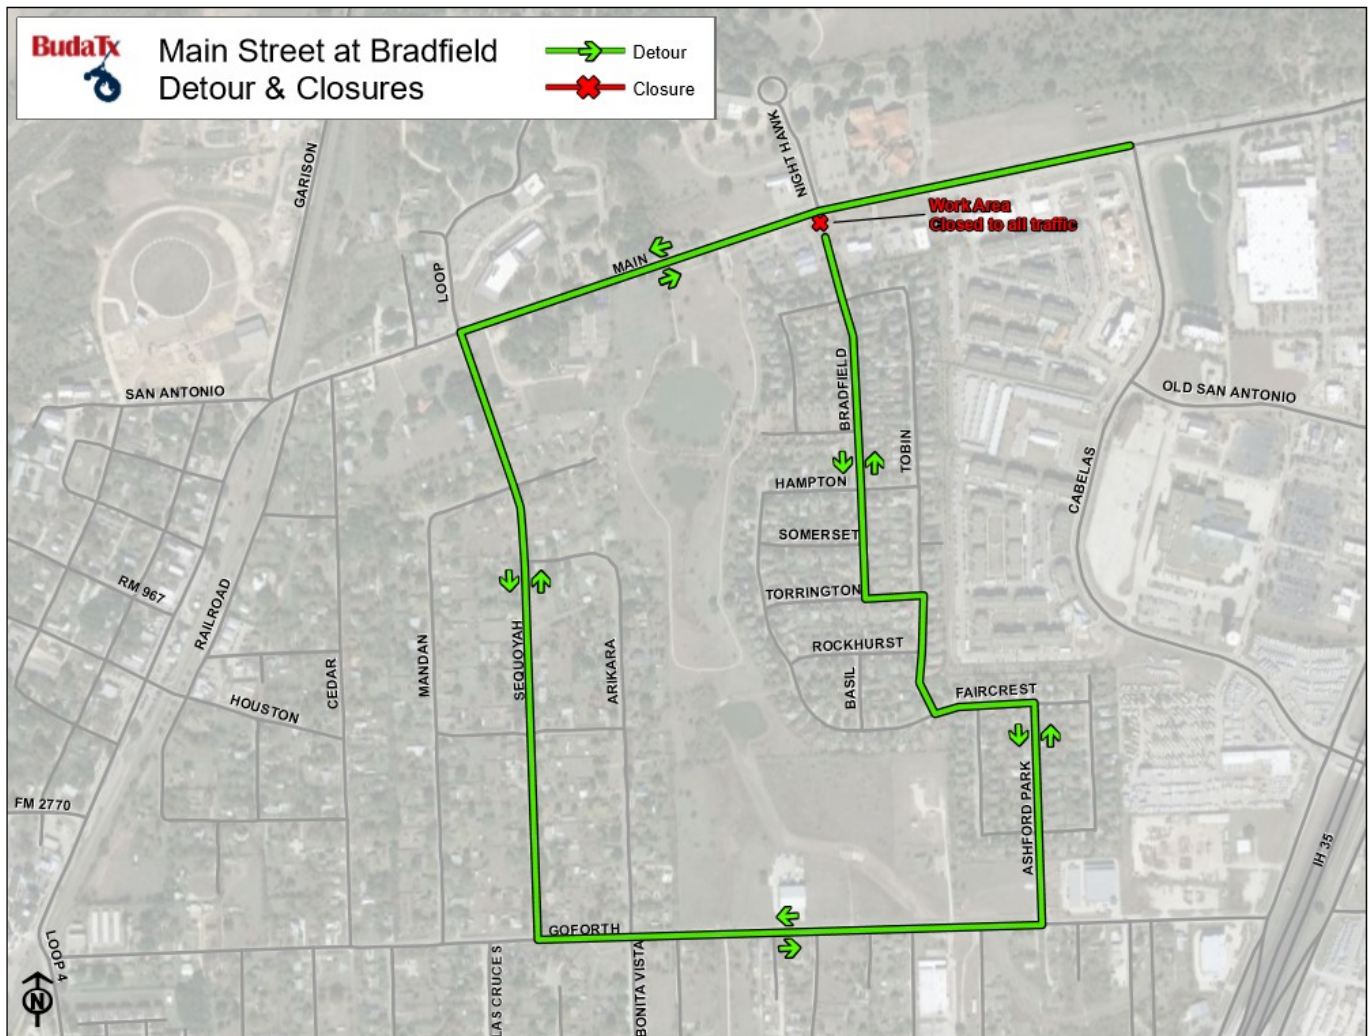 BudaTx
Main Street at Bradfield
Detour & Closures
Detour
Closure
NIGHT HAWK
GARISON
Work Area
Closed to all traffic
MAIN
LOOP
SAN ANTONIO
OLD SAN ANTONIO
BRADFIELD
TOBIN
CABELAS
HAMPTON
SOMERSET
RM 967
RAILROAD
TORRINGTON
ROCKHURST
SEQUOYAH
MANDAN
ARIKARA
CEDAR
BASIL
FAIRCREST
HOUSTON
ASHFORD PARK
FM 2770
IH 35
GOFORTH
LOOP 4
LAS CRUCES
BONITA VISTA
N